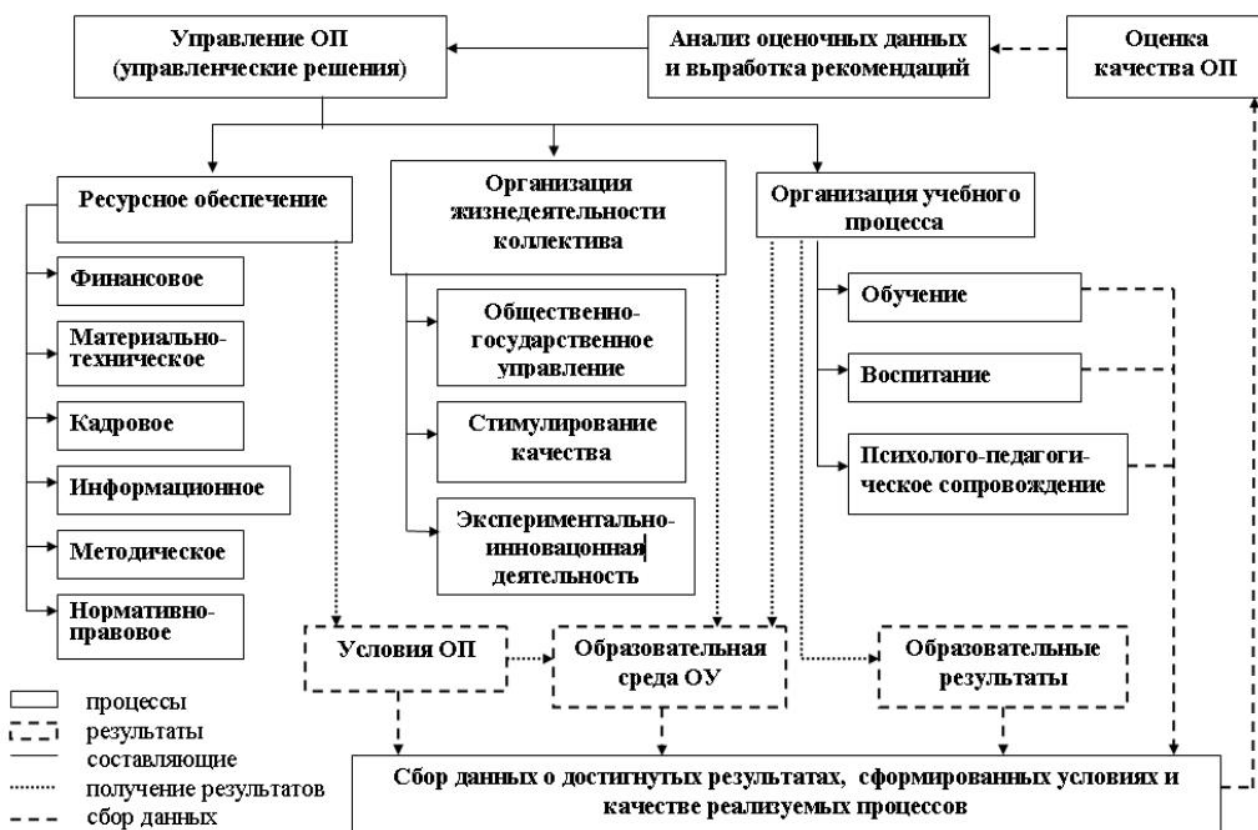 Управление ОП
(управленческие решения)
Анализ оценочных данных
и выработка рекомендаций
Оценка
качества ОП
Ресурсное обеспечение
Организация
жизнедеятельности
коллектива
Организация учебного
процесса
Финансовое
Материально-
техническое
Кадровое
Информационное
Методическое
Нормативно-
правовое
Общественно-
государственное
управление
Стимулирование
качества
Экспериментально-
инновацонная
деятельность
Обучение
Воспитание
Психолого-педагоги-
ческое сопровождение
Условия ОП
Образовательная
среда ОУ
Образовательные
результаты
процессы
результаты
составляющие
получение результатов
сбор данных
Сбор данных о достигнутых результатах, сформированных условиях и
качестве реализуемых процессов